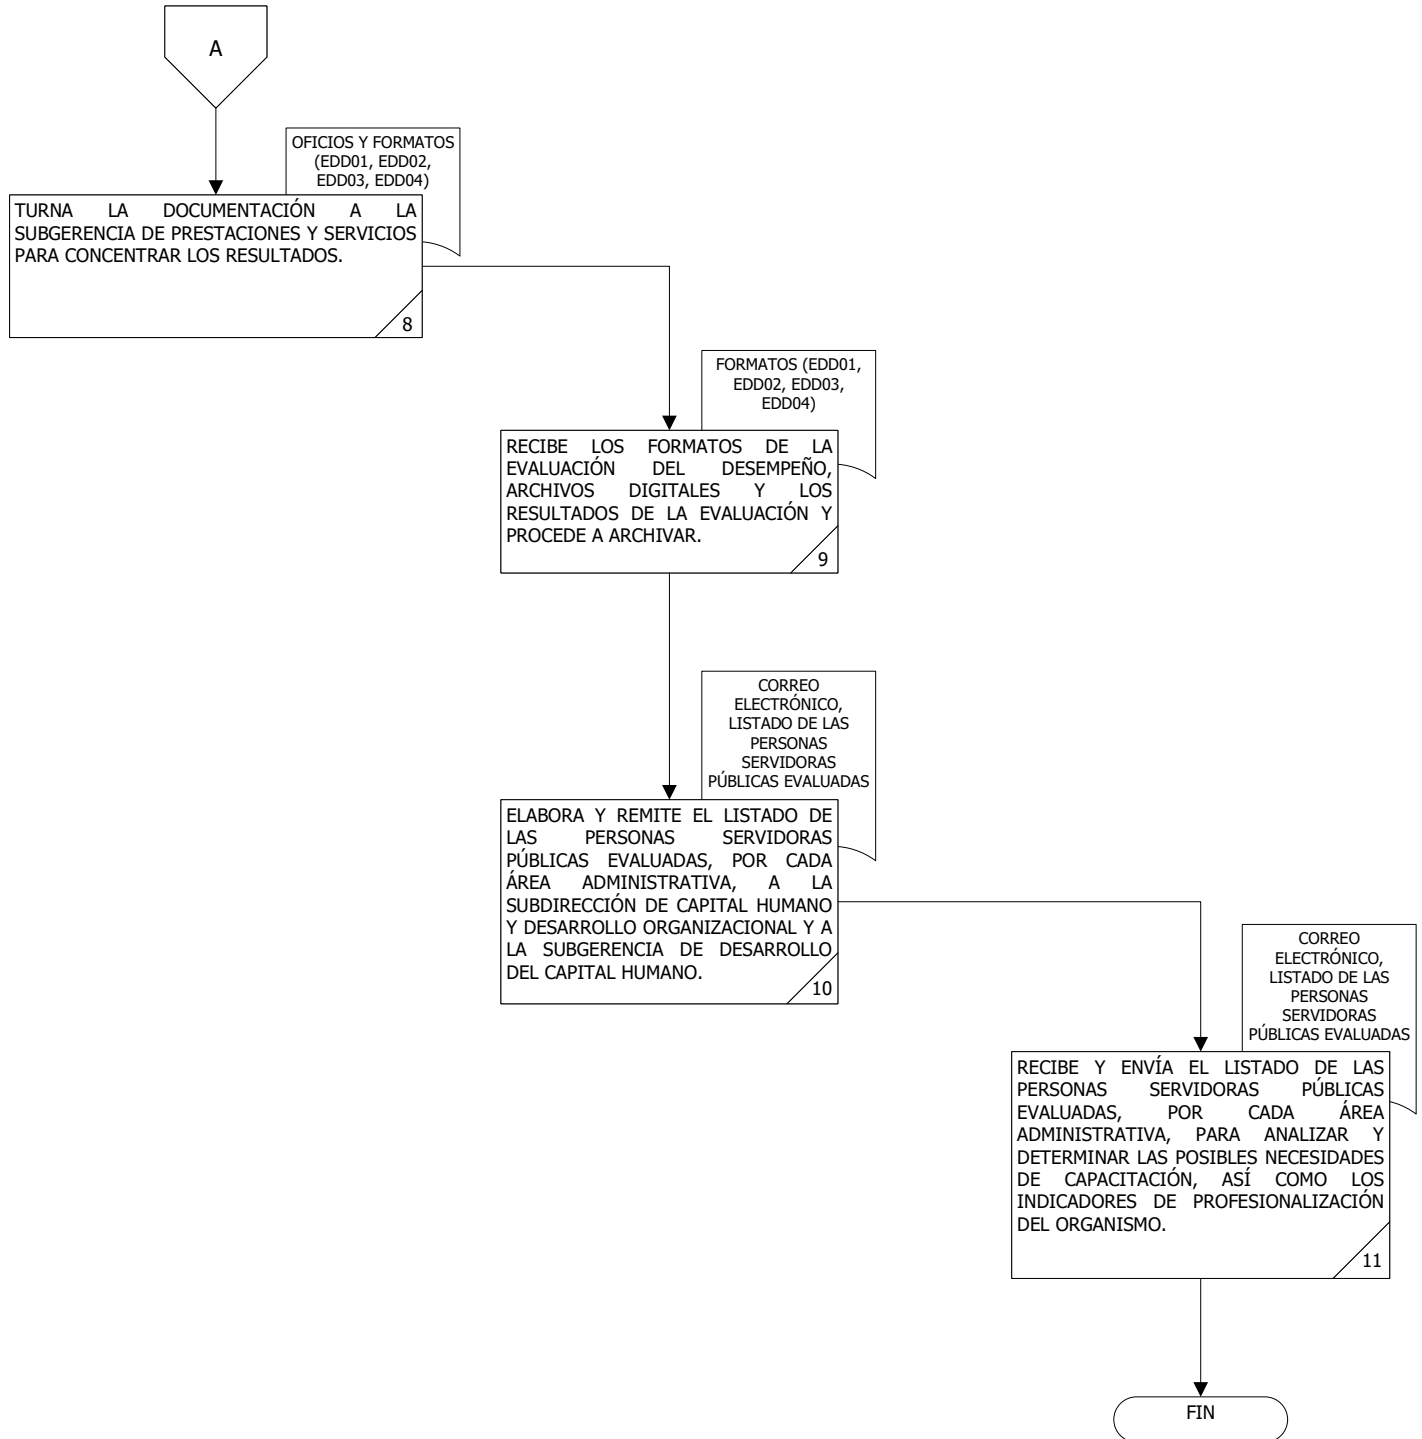 A
OFICIOS Y FORMATOS
(EDD01, EDD02,
EDD03, EDD04)
TURNA LA DOCUMENTACIÓN A LA
SUBGERENCIA DE PRESTACIONES Y SERVICIOS
PARA CONCENTRAR LOS RESULTADOS.
8
FORMATOS (EDD01,
EDD02, EDD03,
EDD04)
RECIBE LOS FORMATOS DE LA
EVALUACIÓN DEL DESEMPEÑO,
ARCHIVOS DIGITALES Y LOS
RESULTADOS DE LA EVALUACIÓN Y
PROCEDE A ARCHIVAR.
9
CORREO
ELECTRÓNICO,
LISTADO DE LAS
PERSONAS
SERVIDORAS
PÚBLICAS EVALUADAS
ELABORA Y REMITE EL LISTADO DE
LAS PERSONAS SERVIDORAS
PÚBLICAS EVALUADAS, POR CADA
ÁREA ADMINISTRATIVA, A LA
SUBDIRECCIÓN DE CAPITAL HUMANO
Y DESARROLLO ORGANIZACIONAL Y A
LA SUBGERENCIA DE DESARROLLO
DEL CAPITAL HUMANO.
10
CORREO
ELECTRÓNICO,
LISTADO DE LAS
PERSONAS
SERVIDORAS
PÚBLICAS EVALUADAS
RECIBE Y ENVÍA EL LISTADO DE LAS
PERSONAS SERVIDORAS PÚBLICAS
EVALUADAS, POR CADA ÁREA
ADMINISTRATIVA, PARA ANALIZAR Y
DETERMINAR LAS POSIBLES NECESIDADES
DE CAPACITACIÓN, ASÍ COMO LOS
INDICADORES DE PROFESIONALIZACIÓN
DEL ORGANISMO.
11
FIN